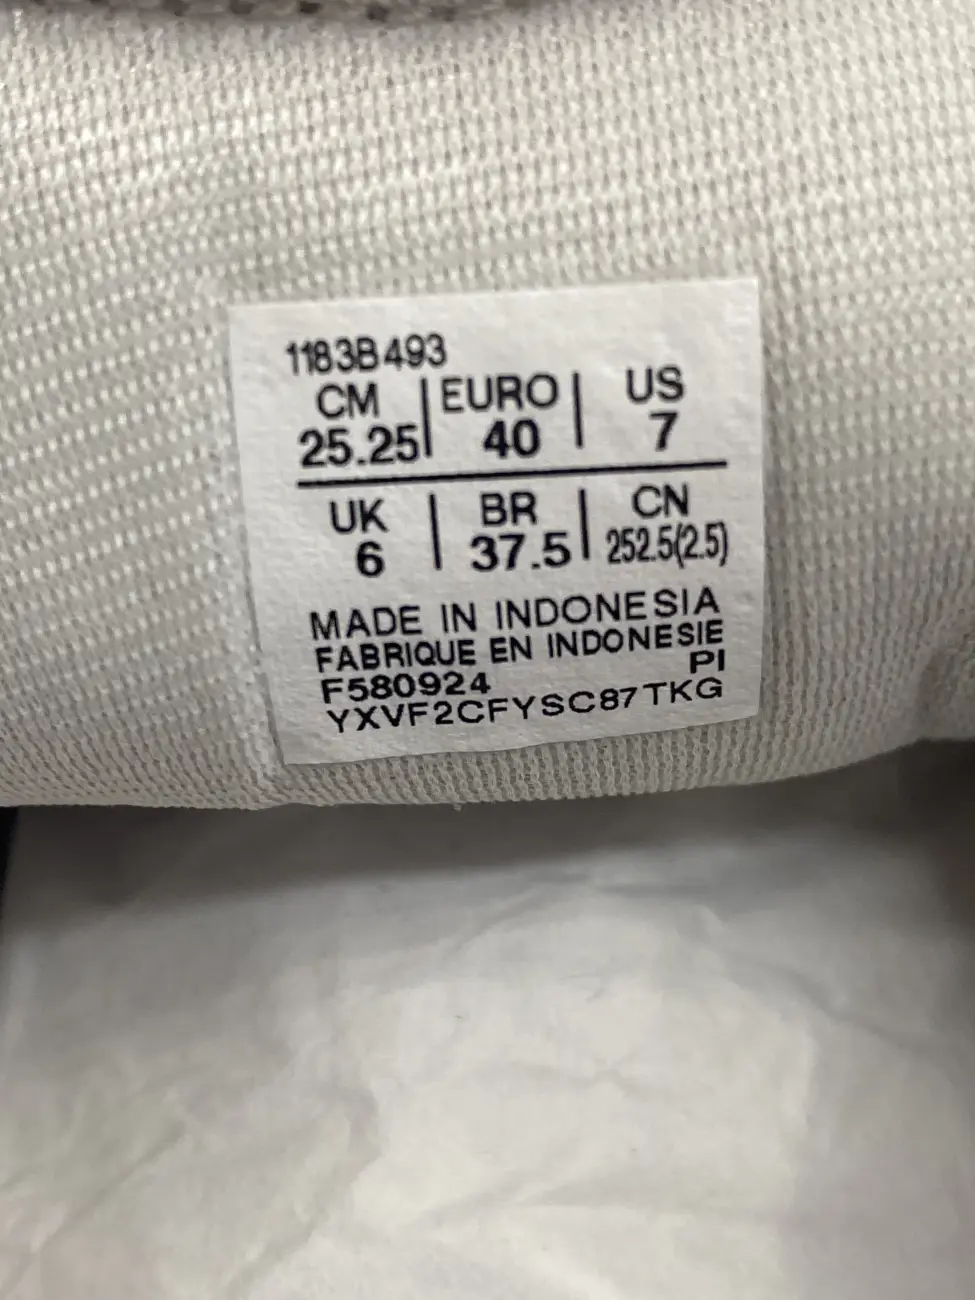 1183B493
CM | EURO | US
25.25 | 40 | 7
UK | BR | CN
6 | 37.5 | 252.5(2.5)
MADE IN INDONESIA
FABRIQUE EN INDONESIE
F580924 PI
YXVF2CFYSC87TKG